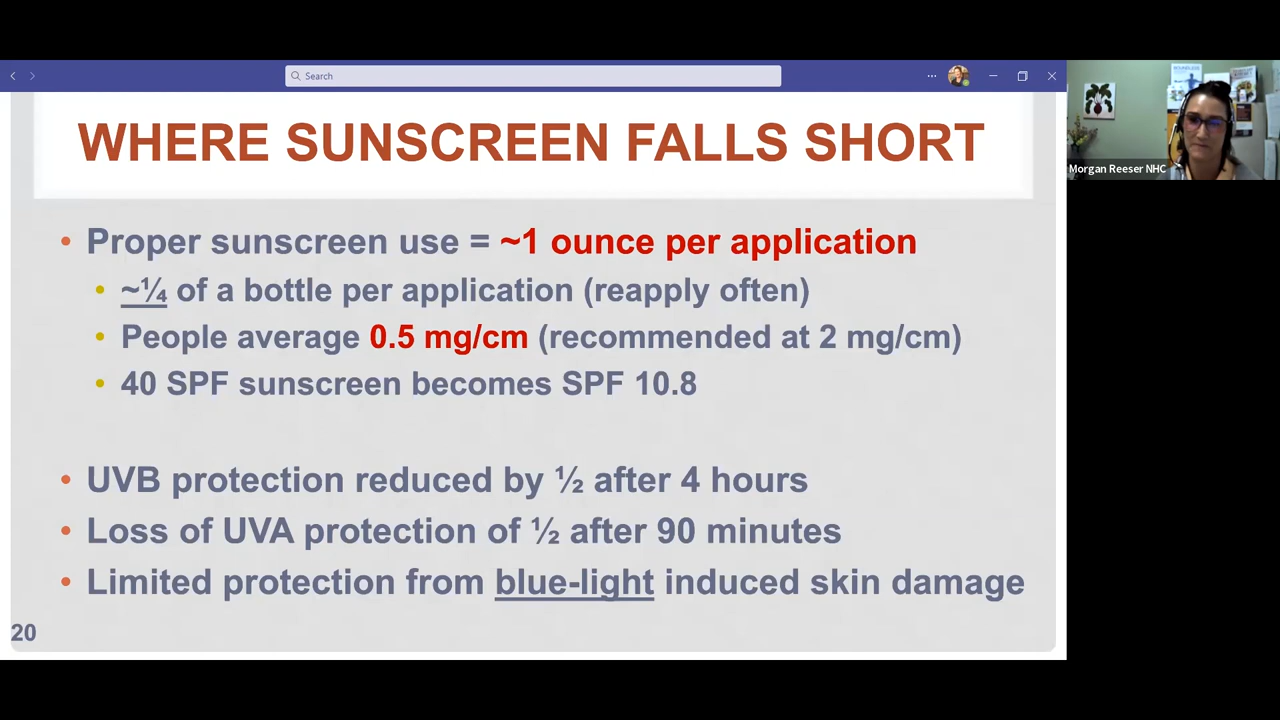 Search
WHERE SUNSCREEN FALLS SHORT
Morgan Reeser NHC
• Proper sunscreen use = ~1 ounce per application
• ~¼ of a bottle per application (reapply often)
• People average 0.5 mg/cm (recommended at 2 mg/cm)
• 40 SPF sunscreen becomes SPF 10.8
• UVB protection reduced by ½ after 4 hours
• Loss of UVA protection of ½ after 90 minutes
• Limited protection from blue-light induced skin damage
20